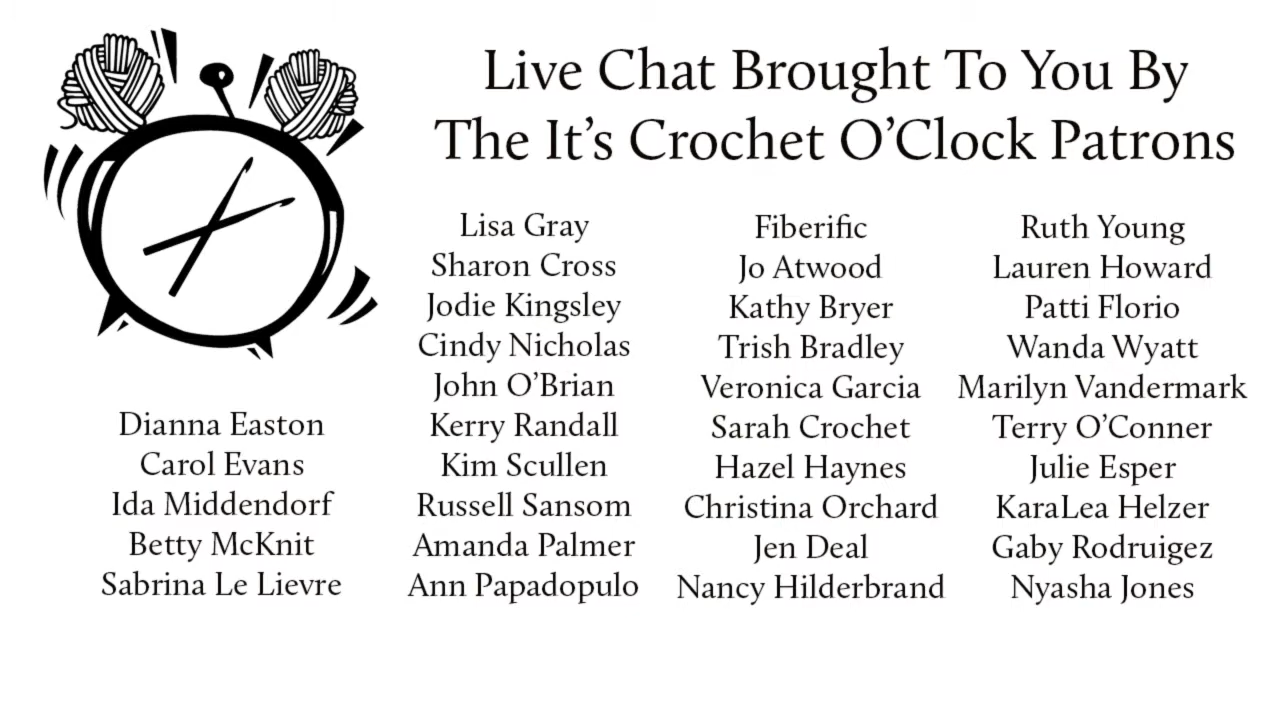 Live Chat Brought To You By
The It’s Crochet O’Clock Patrons
Dianna Easton
Carol Evans
Ida Middendorf
Betty McKnit
Sabrina Le Lievre
Lisa Gray
Sharon Cross
Jodie Kingsley
Cindy Nicholas
John O’Brian
Kerry Randall
Kim Scullen
Russell Sansom
Amanda Palmer
Ann Papadopulo
Fiberific
Jo Atwood
Kathy Bryer
Trish Bradley
Veronica Garcia
Sarah Crochet
Hazel Haynes
Christina Orchard
Jen Deal
Nancy Hilderbrand
Ruth Young
Lauren Howard
Patti Florio
Wanda Wyatt
Marilyn Vandermark
Terry O’Conner
Julie Esper
KaraLea Helzer
Gaby Rodruigez
Nyasha Jones